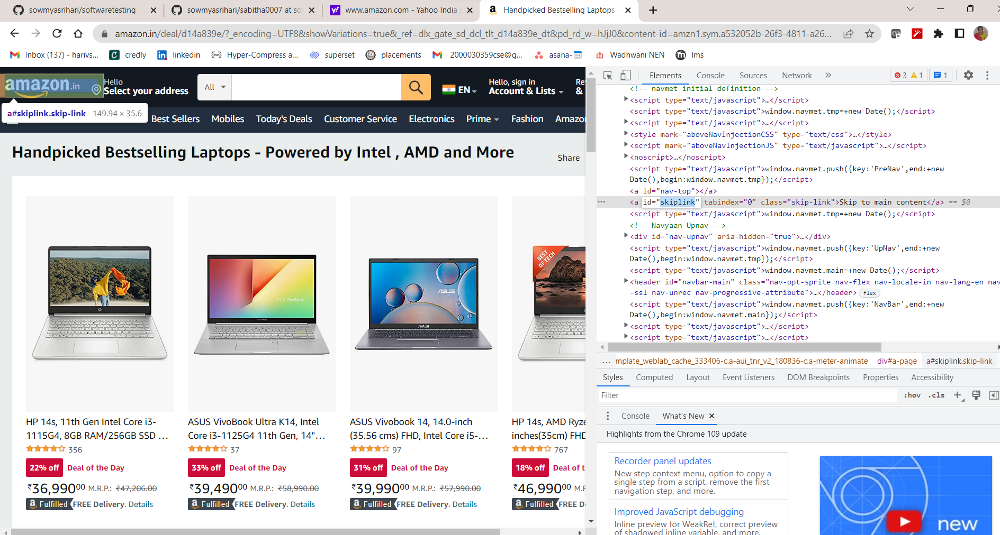 sowmyasrihari/softwaretesting
sowmyasrihari/sabitha0007 at so
www.amazon.com - Yahoo India S
Handpicked Bestselling Laptops -
amazon.in/deal/d14a839e/?_encoding=UTF8&showVariations=true&_ref=dlx_gate_sd_dcl_tlt_d14a839e_dt&pd_rd_w=hJjJ0&content-id=amzn1.sym.a532052b-26f3-4811-a26...
Inbox (137) - harivs... credly linkedin Hyper-Compress a... superset placements 2000030359cse@g... asana- Wadhwani NEN lms
amazon.in
Hello
Select your address
All
EN
Hello, sign in
Account & Lists
Re
&
a#skiplink.skip-link 149.94 × 35.6
Best Sellers Mobiles Today's Deals Customer Service Electronics Prime Fashion Amazo
Handpicked Bestselling Laptops - Powered by Intel , AMD and More
Share
ASUS VivoBook
ASUS
BEST
OF TECH
HP 14s, 11th Gen Intel Core i3-
1115G4, 8GB RAM/256GB SSD …
356
22% off Deal of the Day
₹36,990⁰⁰ M.R.P.: ₹47,206.00
a Fulfilled FREE Delivery. Details
ASUS VivoBook Ultra K14, Intel
Core i3-1125G4 11th Gen, 14"…
37
33% off Deal of the Day
₹39,490⁰⁰ M.R.P.: ₹58,990.00
a Fulfilled FREE Delivery. Details
ASUS Vivobook 14, 14.0-inch
(35.56 cms) FHD, Intel Core i5-…
97
31% off Deal of the Day
₹39,990⁰⁰ M.R.P.: ₹57,990.00
a Fulfilled FREE Delivery. Details
HP 14s, AMD Ryze
inches(35cm) FHD
767
18% off Deal of t
₹46,990⁰⁰ M.R.P
a Fulfilled FREE D
Elements Console Sources Network » 3 1 1
<!-- navmet initial definition -->
<script type="text/javascript">…</script>
<script type="text/javascript">window.navmet.tmp=+new Date();</script>
<script type="text/javascript">…</script>
<style mark="aboveNavInjectionCSS" type="text/css">…</style>
<script mark="aboveNavInjectionJS" type="text/javascript">…</script>
<noscript>…</noscript>
<script type="text/javascript">window.navmet.push({key:'PreNav',end:+new
Date(),begin:window.navmet.tmp});</script>
<a id="nav-top"></a>
<a id="skiplink" tabindex="0" class="skip-link">Skip to main content</a> == $0
<script type="text/javascript">window.navmet.tmp=+new Date();</script>
<!-- Navyaan Upnav -->
<div id="nav-upnav" aria-hidden="true">…</div>
<script type="text/javascript">window.navmet.push({key:'UpNav',end:+new
Date(),begin:window.navmet.tmp});</script>
<script type="text/javascript">window.navmet.main=+new Date();</script>
<header id="navbar-main" class="nav-opt-sprite nav-flex nav-locale-in nav-lang-en nav
-ssl nav-unrec nav-progressive-attribute">…</header> flex
<script type="text/javascript">window.navmet.push({key:'NavBar',end:+new
Date(),begin:window.navmet.main});</script>
<script type="text/javascript">…</script>
<script type="text/javascript">…</script>
... mplate_weblab_cache_333406-c.a-aui_tnr_v2_180836-c.a-meter-animate div#a-page a#skiplink.skip-link
Styles Computed Layout Event Listeners DOM Breakpoints Properties Accessibility
Filter :hov .cls +
Console What's New ×
Highlights from the Chrome 109 update
Recorder panel updates
New step context menu, option to copy a
single step from a script, remove the first
navigation step, and more.
Improved JavaScript debugging
Inline preview for WeakRef, correct preview
of shadowed inline variable, and more.
new